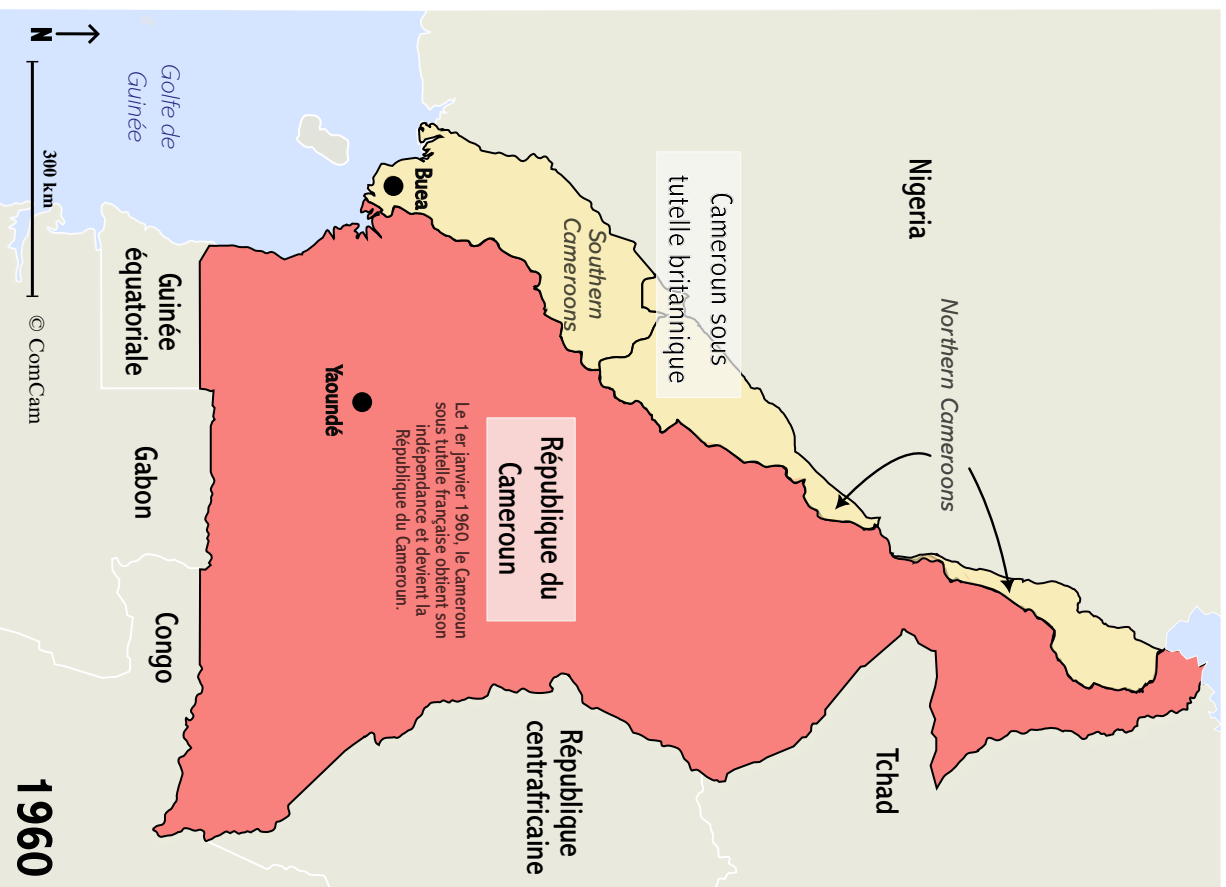 Nigeria
Northern Cameroons
Cameroun sous
tutelle britannique
Southern
Cameroons
Buea
République du
Cameroun
Le 1er janvier 1960, le Cameroun
sous tutelle française obtient son
indépendance et devient la
République du Cameroun.
Yaoundé
Tchad
République
centrafricaine
Golfe de
Guinée
Guinée
équatoriale
Gabon
Congo
N
300 km
© ComCam
1960